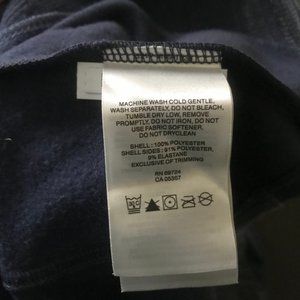 MACHINE WASH COLD GENTLE,
WASH SEPARATELY, DO NOT BLEACH,
TUMBLE DRY LOW, REMOVE
PROMPTLY, DO NOT IRON, DO NOT
USE FABRIC SOFTENER,
DO NOT DRYCLEAN
SHELL : 100% POLYESTER
SHELL SIDES : 91% POLYESTER
9% ELASTANE
EXCLUSIVE OF TRIMMING
RN 69724
CA 05367